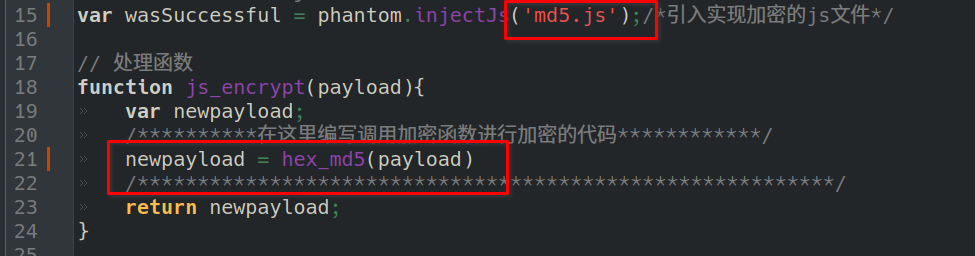 15 var wasSuccessful = phantom.injectJs('md5.js');/*引入实现加密的js文件*/
16
17 // 处理函数
18 function js_encrypt(payload){
19 » var newpayload;
20 » /**********在这里编写调用加密函数进行加密的代码************/
21 » newpayload = hex_md5(payload)
22 » /**********************************************************/
23 » return newpayload;
24 }
25